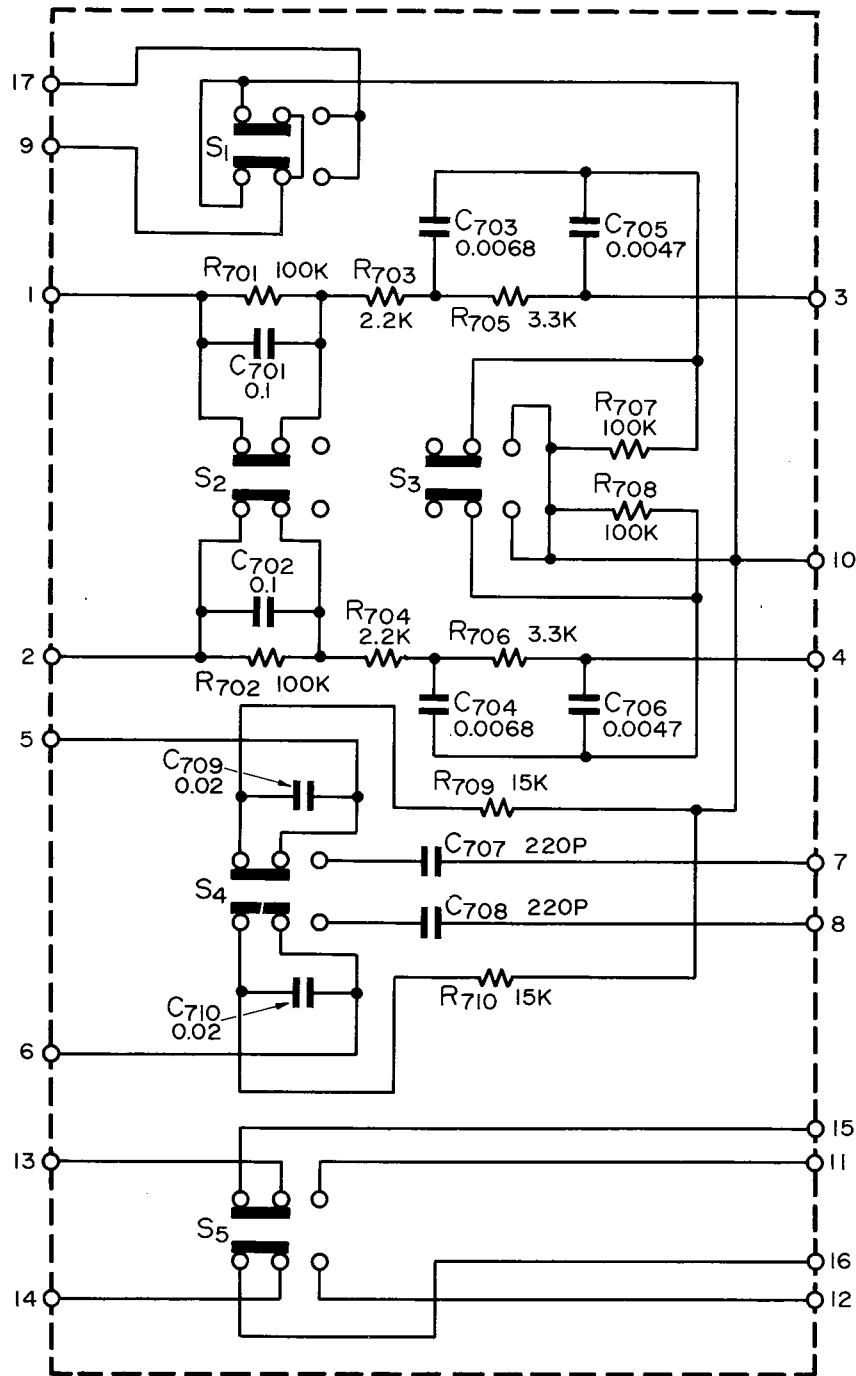 17
9
S1
C703
0.0068
C705
0.0047
R701 100K
R703
2.2K
R705 3.3K
1
3
C701
0.1
R707
100K
S2
S3
R708
100K
C702
0.1
10
R704
2.2K
R706 3.3K
2
4
R702 100K
C704
0.0068
C706
0.0047
5
C709
0.02
R709 15K
C707 220P
7
S4
C708 220P
8
C710
0.02
R710 15K
6
15
13
11
S5
16
14
12